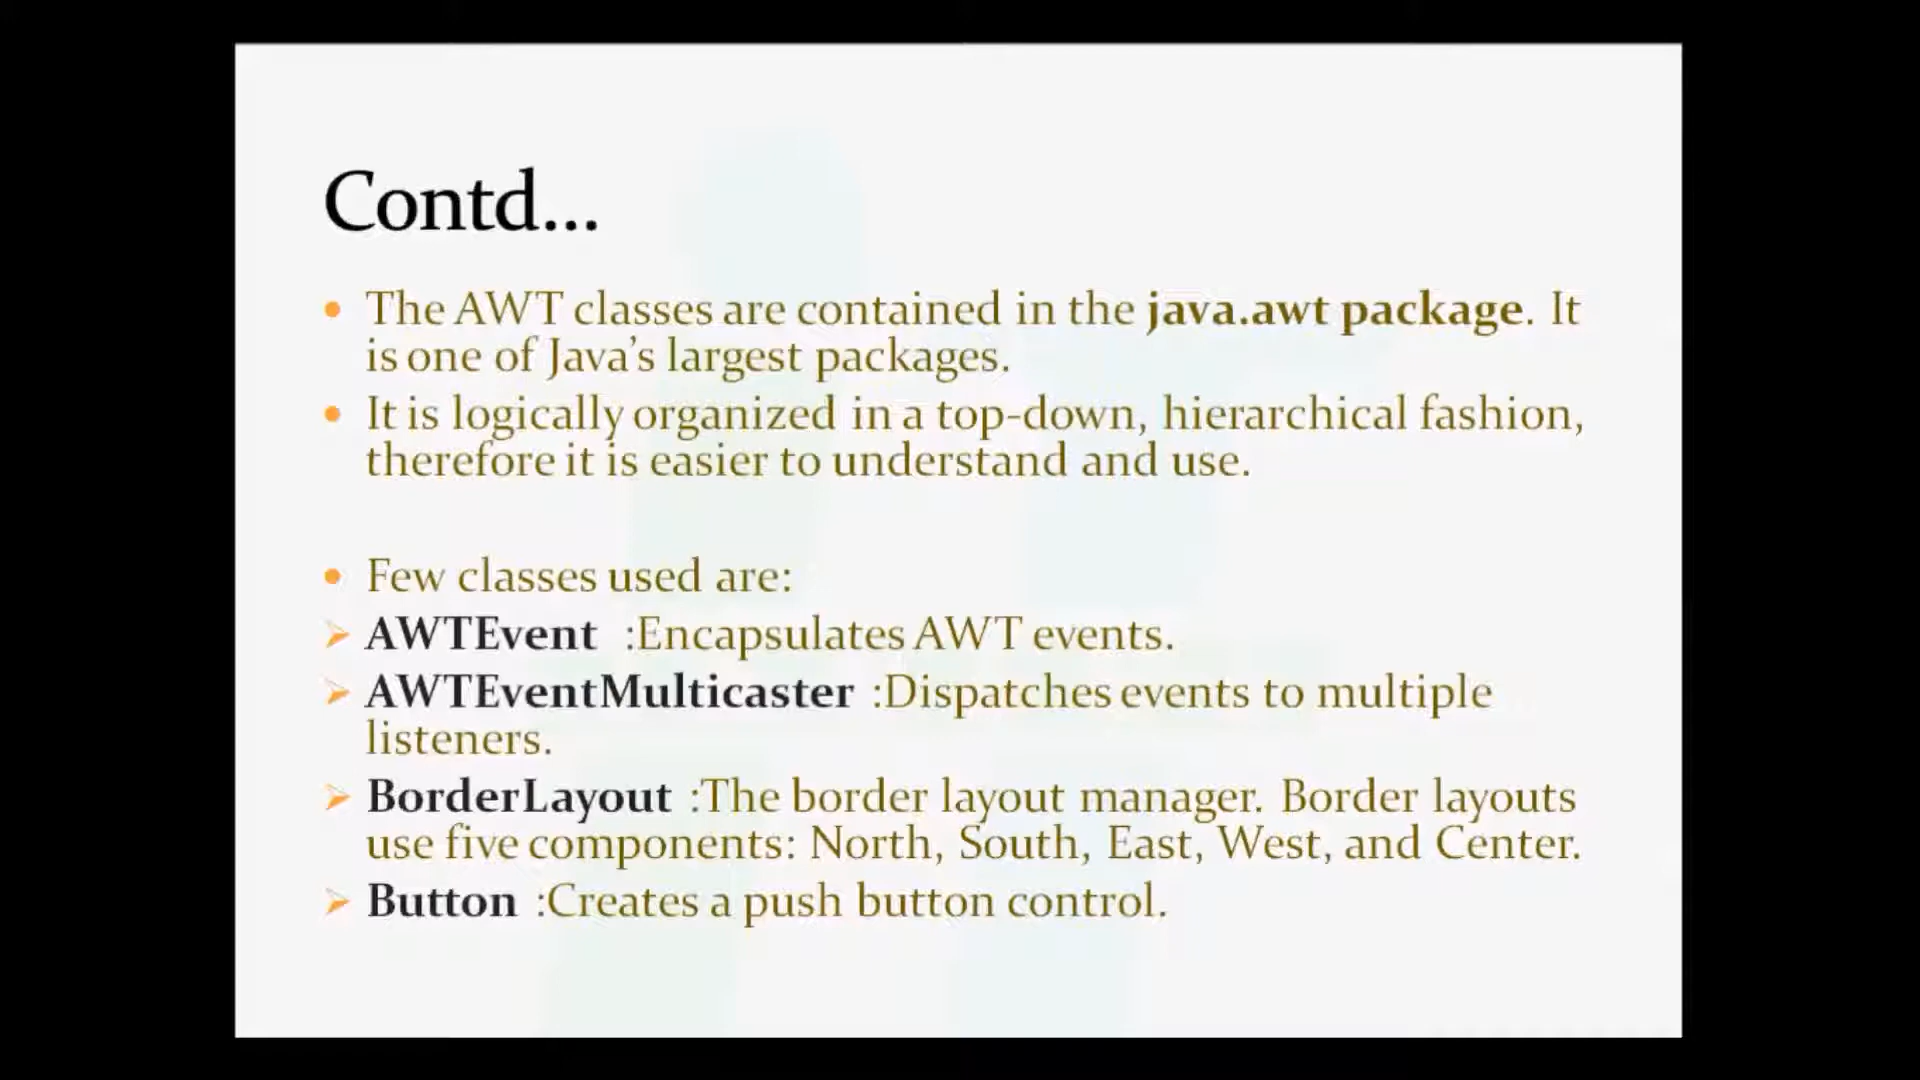 Contd...
The AWT classes are contained in the java.awt package. It
is one of Java’s largest packages.
It is logically organized in a top-down, hierarchical fashion,
therefore it is easier to understand and use.
Few classes used are:
AWTEvent :Encapsulates AWT events.
AWTEventMulticaster :Dispatches events to multiple
listeners.
BorderLayout :The border layout manager. Border layouts
use five components: North, South, East, West, and Center.
Button :Creates a push button control.